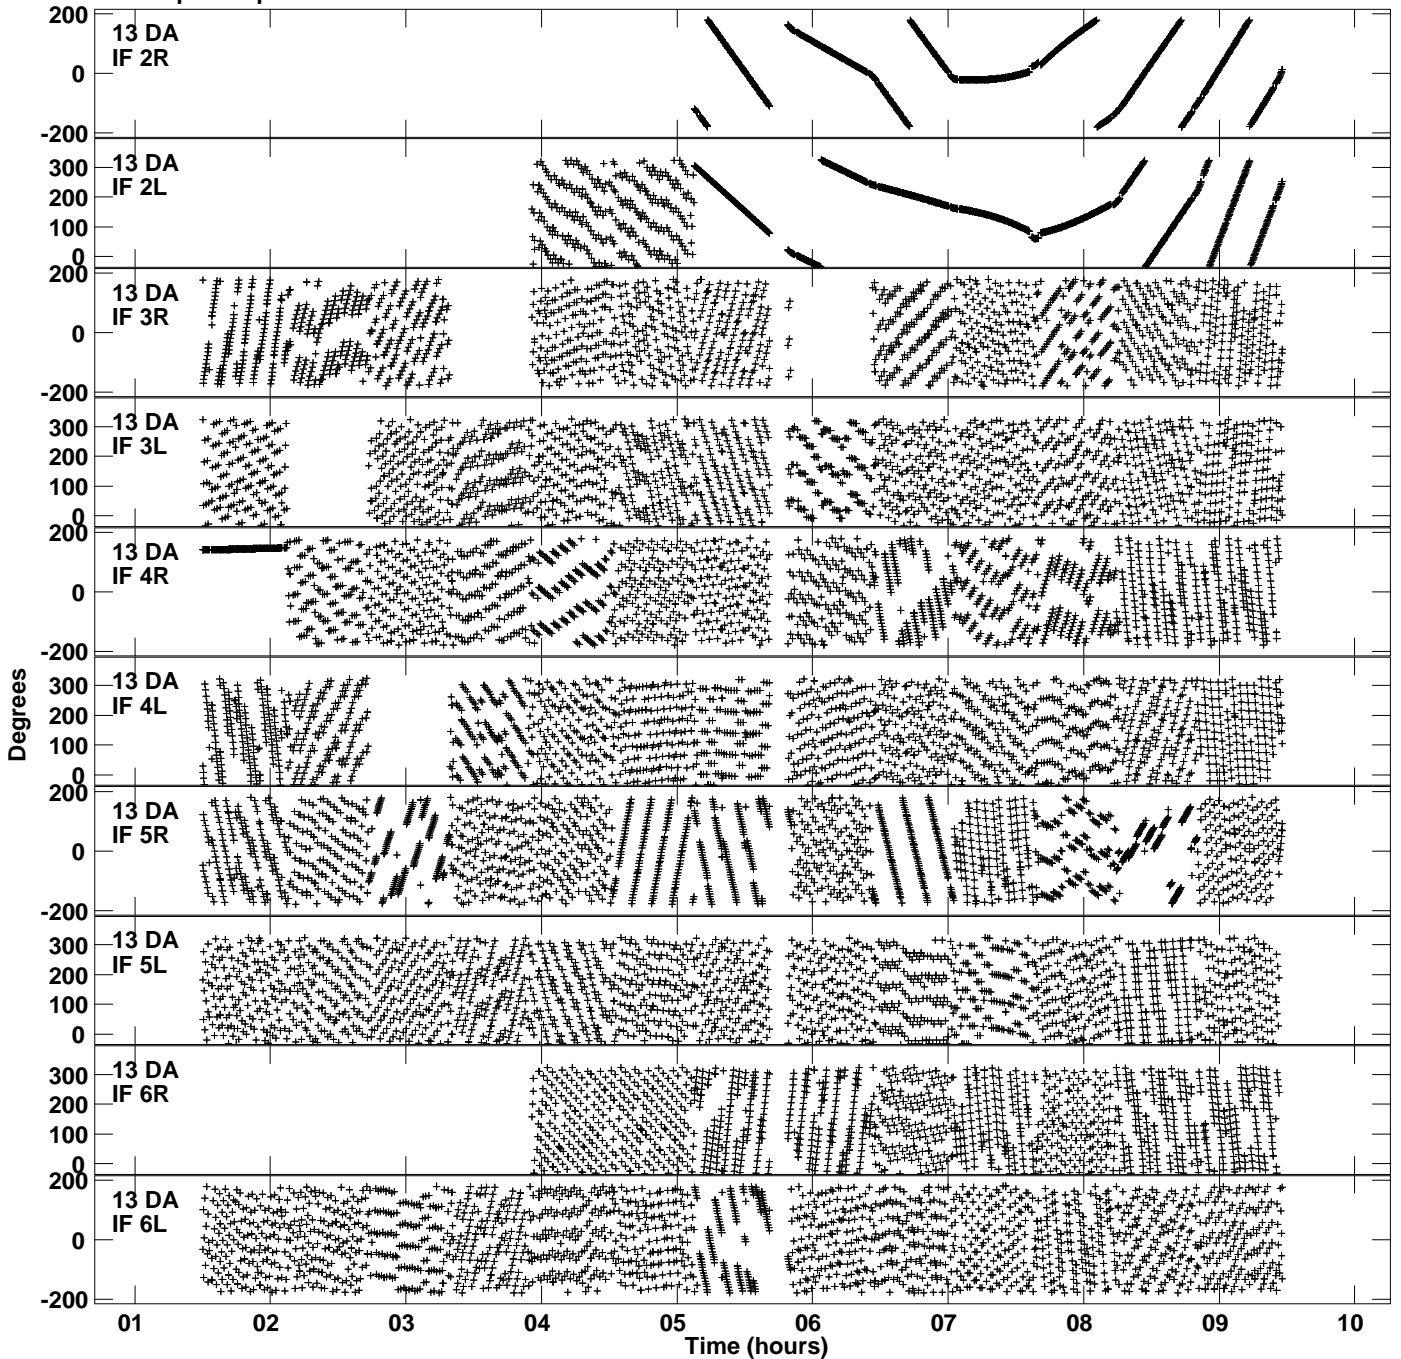 200
0
-200
13 DA
IF 2R
300
200
100
0
13 DA
IF 2L
200
0
-200
13 DA
IF 3R
300
200
100
0
13 DA
IF 3L
200
0
-200
13 DA
IF 4R
300
200
100
0
13 DA
IF 4L
200
0
-200
13 DA
IF 5R
300
200
100
0
13 DA
IF 5L
300
200
100
0
13 DA
IF 6R
200
0
-200
13 DA
IF 6L
Degrees
01 02 03 04 05 06 07 08 09 10
Time (hours)